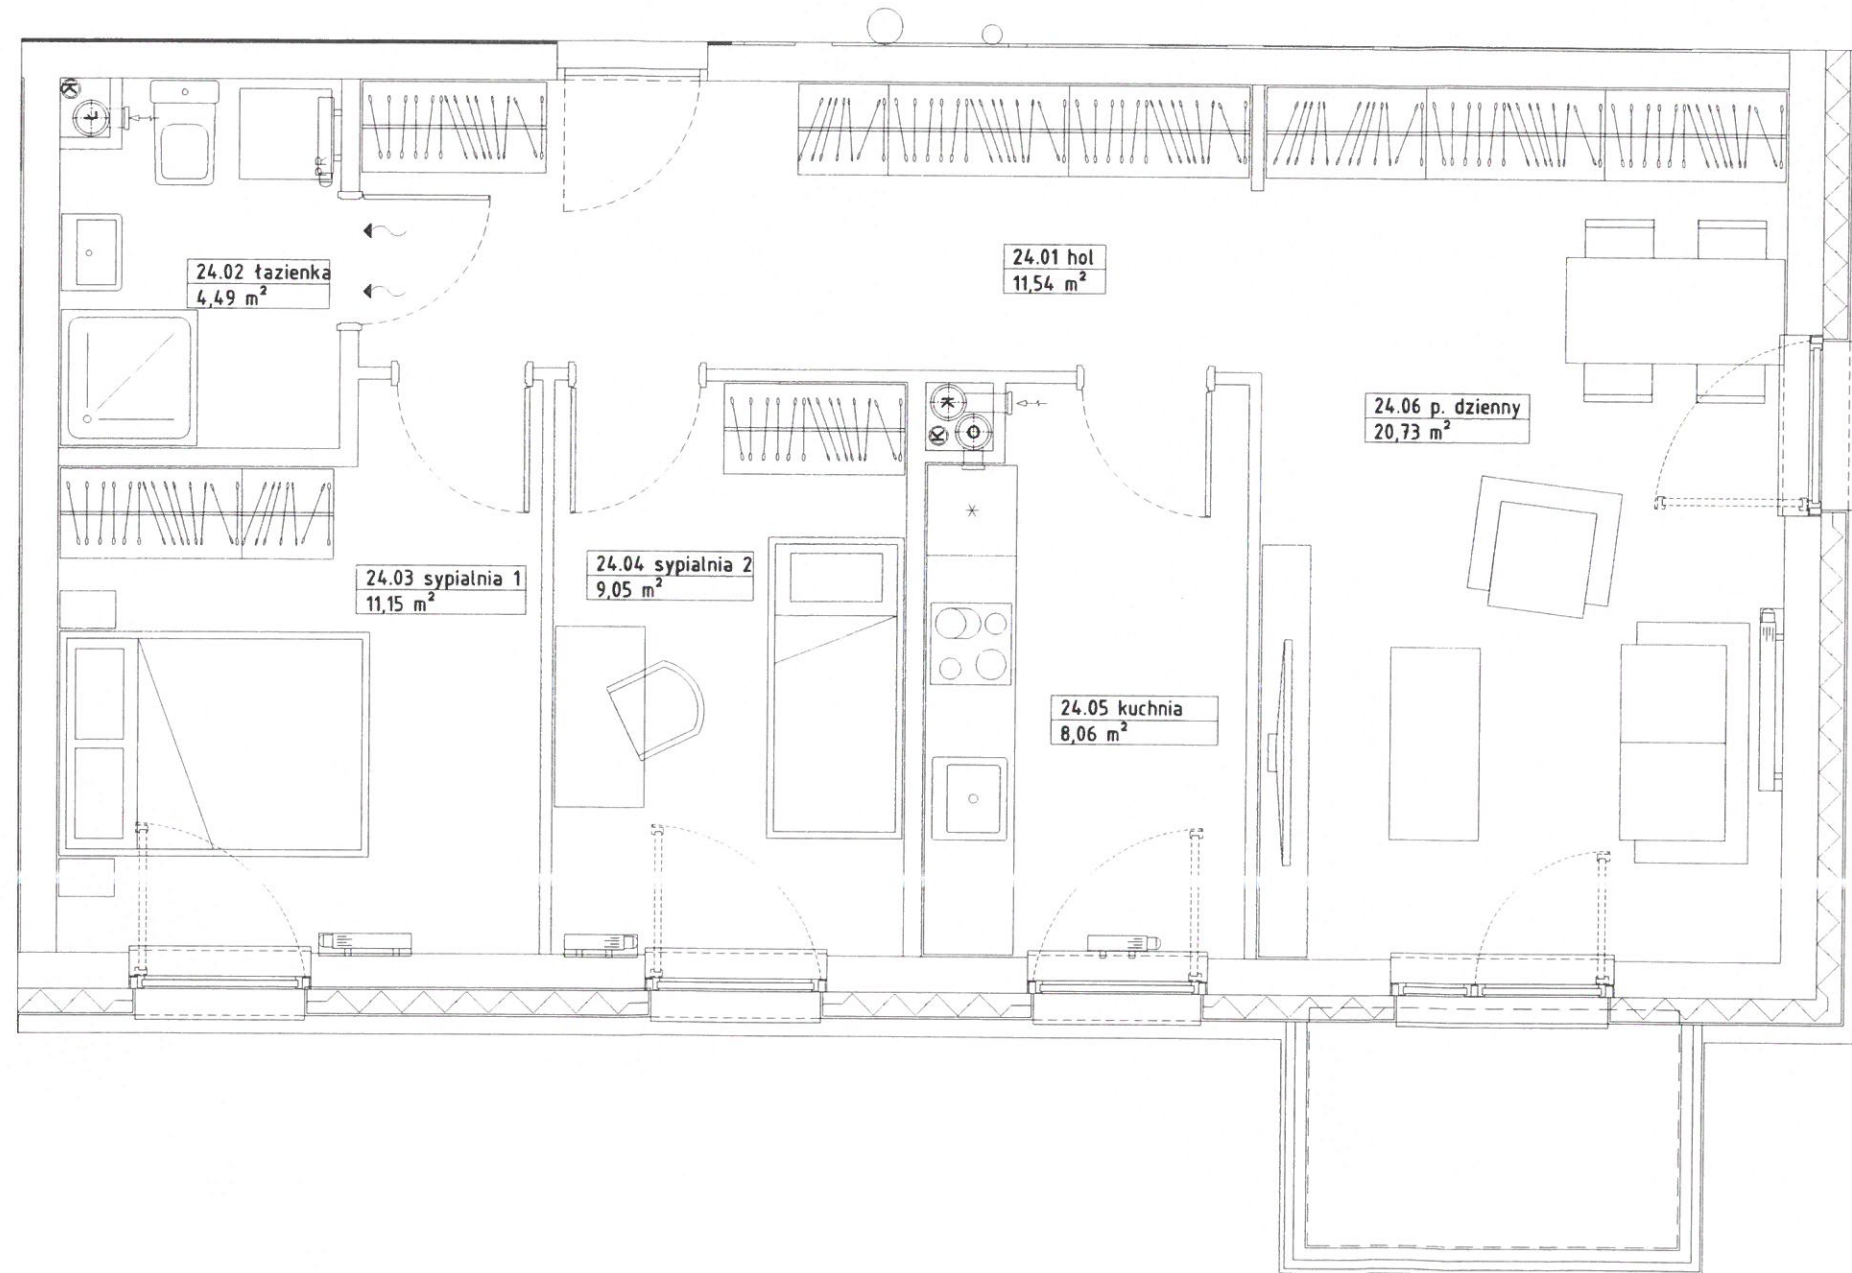 24.02 łazienka
4,49 m²
24.01 hol
11,54 m²
24.06 p. dzienny
20,73 m²
24.03 sypialnia 1
11,15 m²
24.04 sypialnia 2
9,05 m²
24.05 kuchnia
8,06 m²
K
Ł
PR
K
K
O